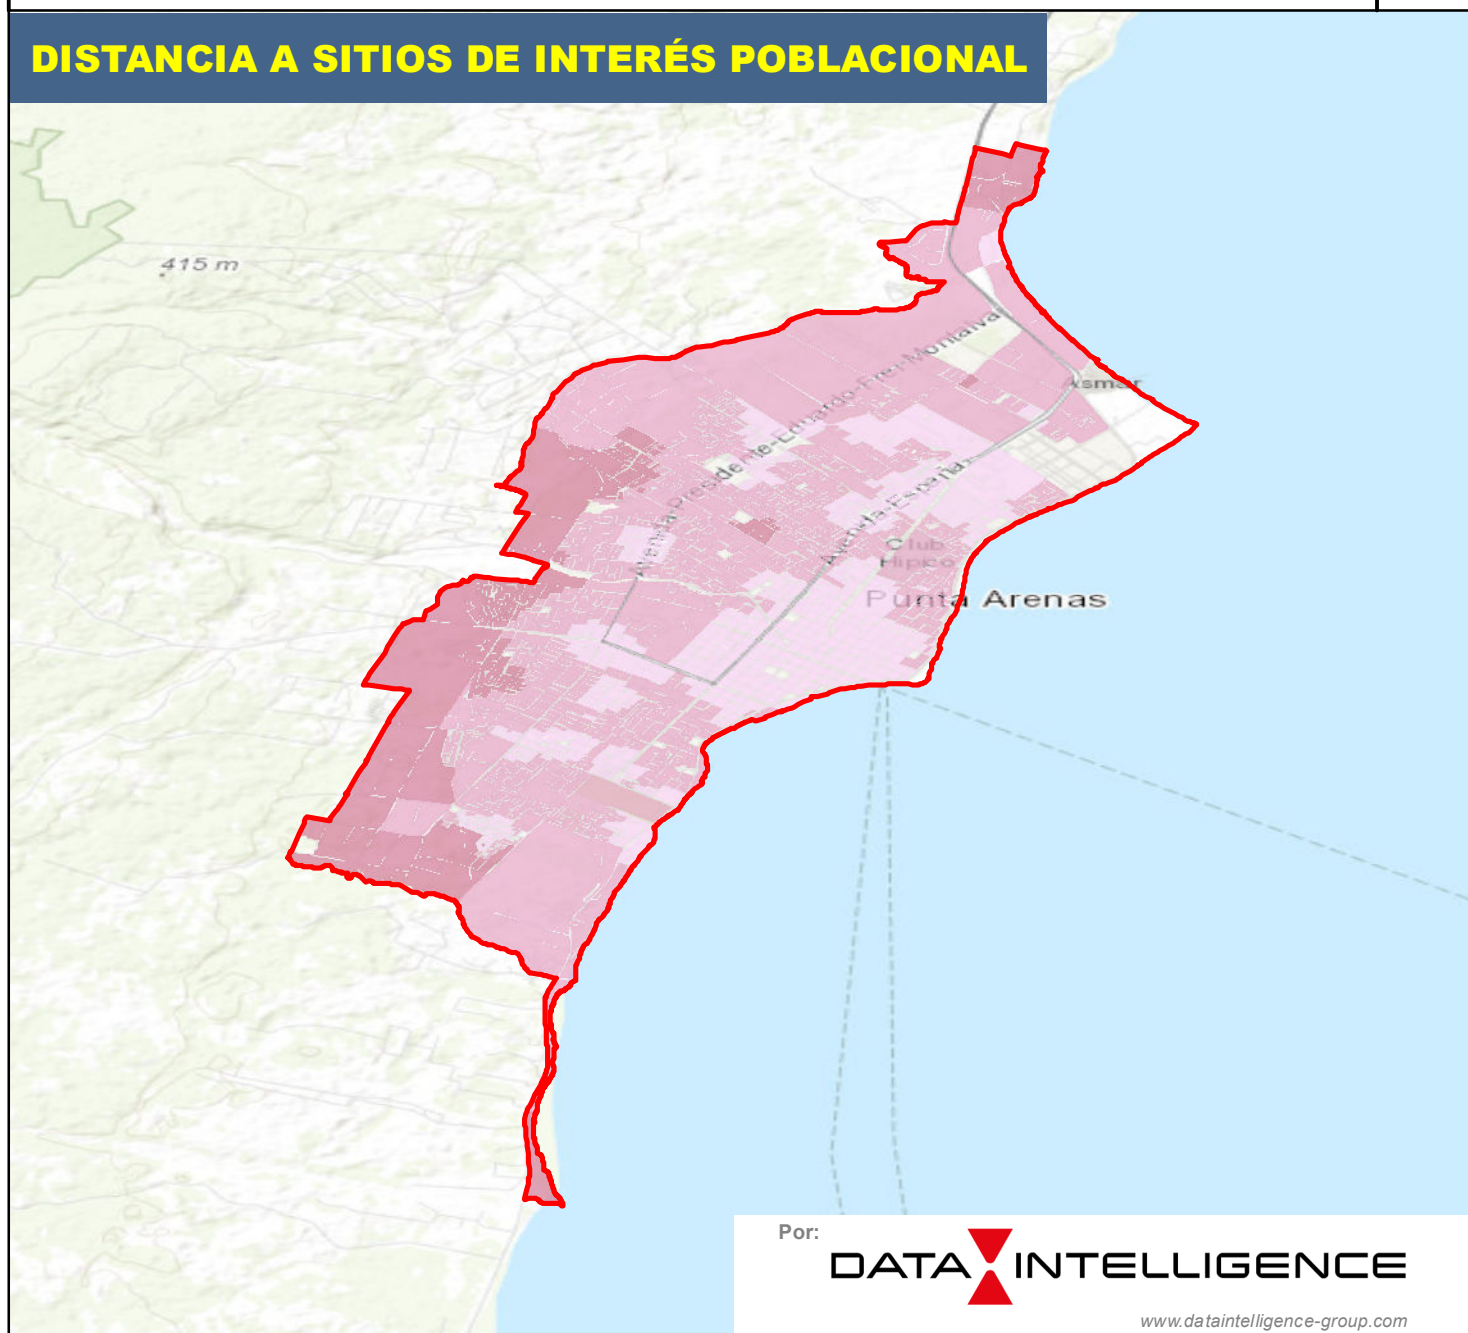 DISTANCIA A SITIOS DE INTERÉS POBLACIONAL
415 m
Avenida-Presidente-Eduardo-Frei-Montalva
Asmar
Avenida-España
Club
Hipico
Punta Arenas
Por:
DATA INTELLIGENCE
www.dataintelligence-group.com